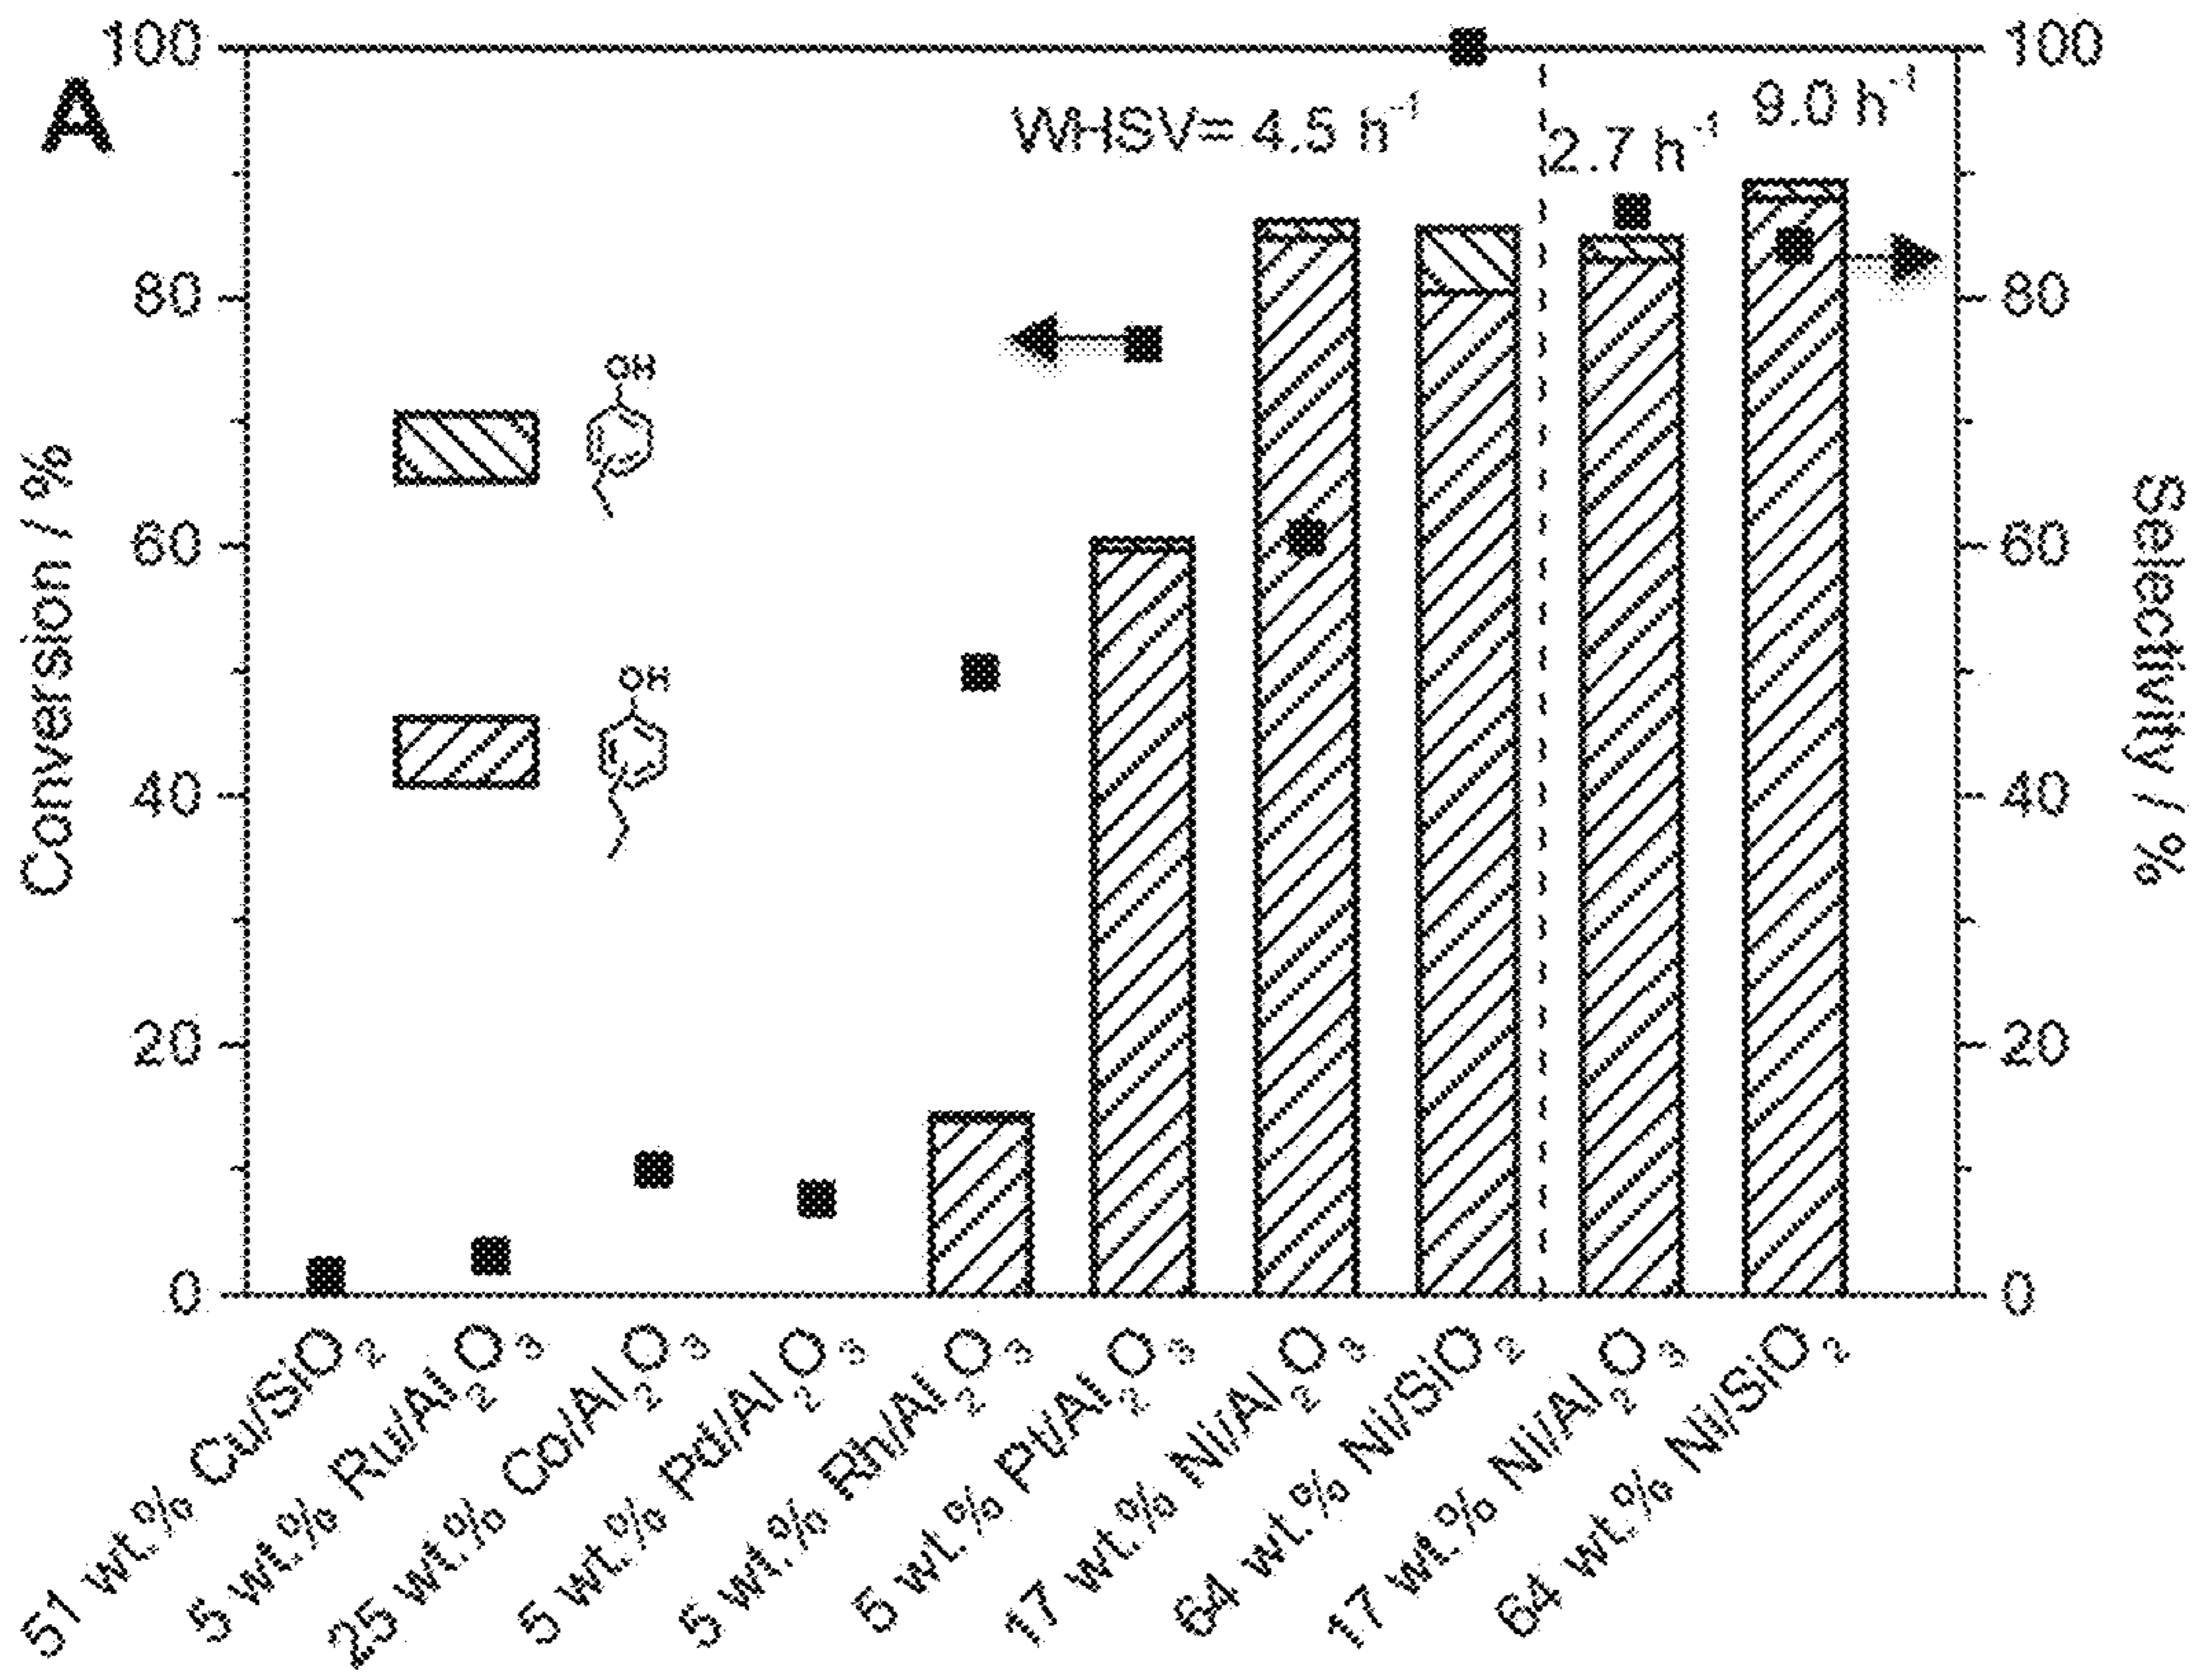 A
100
80
60
40
20
0
Conversion / %
WHSV= 4.5 h⁻¹
2.7 h⁻¹
9.0 h⁻¹
OH
OH
100
80
60
40
20
0
Selectivity / %
51 wt.% Cu/SiO₂
5 wt.% Ru/Al₂O₃
25 wt.% Co/Al₂O₃
5 wt.% Pd/Al₂O₃
5 wt.% Rh/Al₂O₃
5 wt.% Pt/Al₂O₃
17 wt.% Ni/Al₂O₃
64 wt.% Ni/SiO₂
17 wt.% Ni/Al₂O₃
64 wt.% Ni/SiO₂